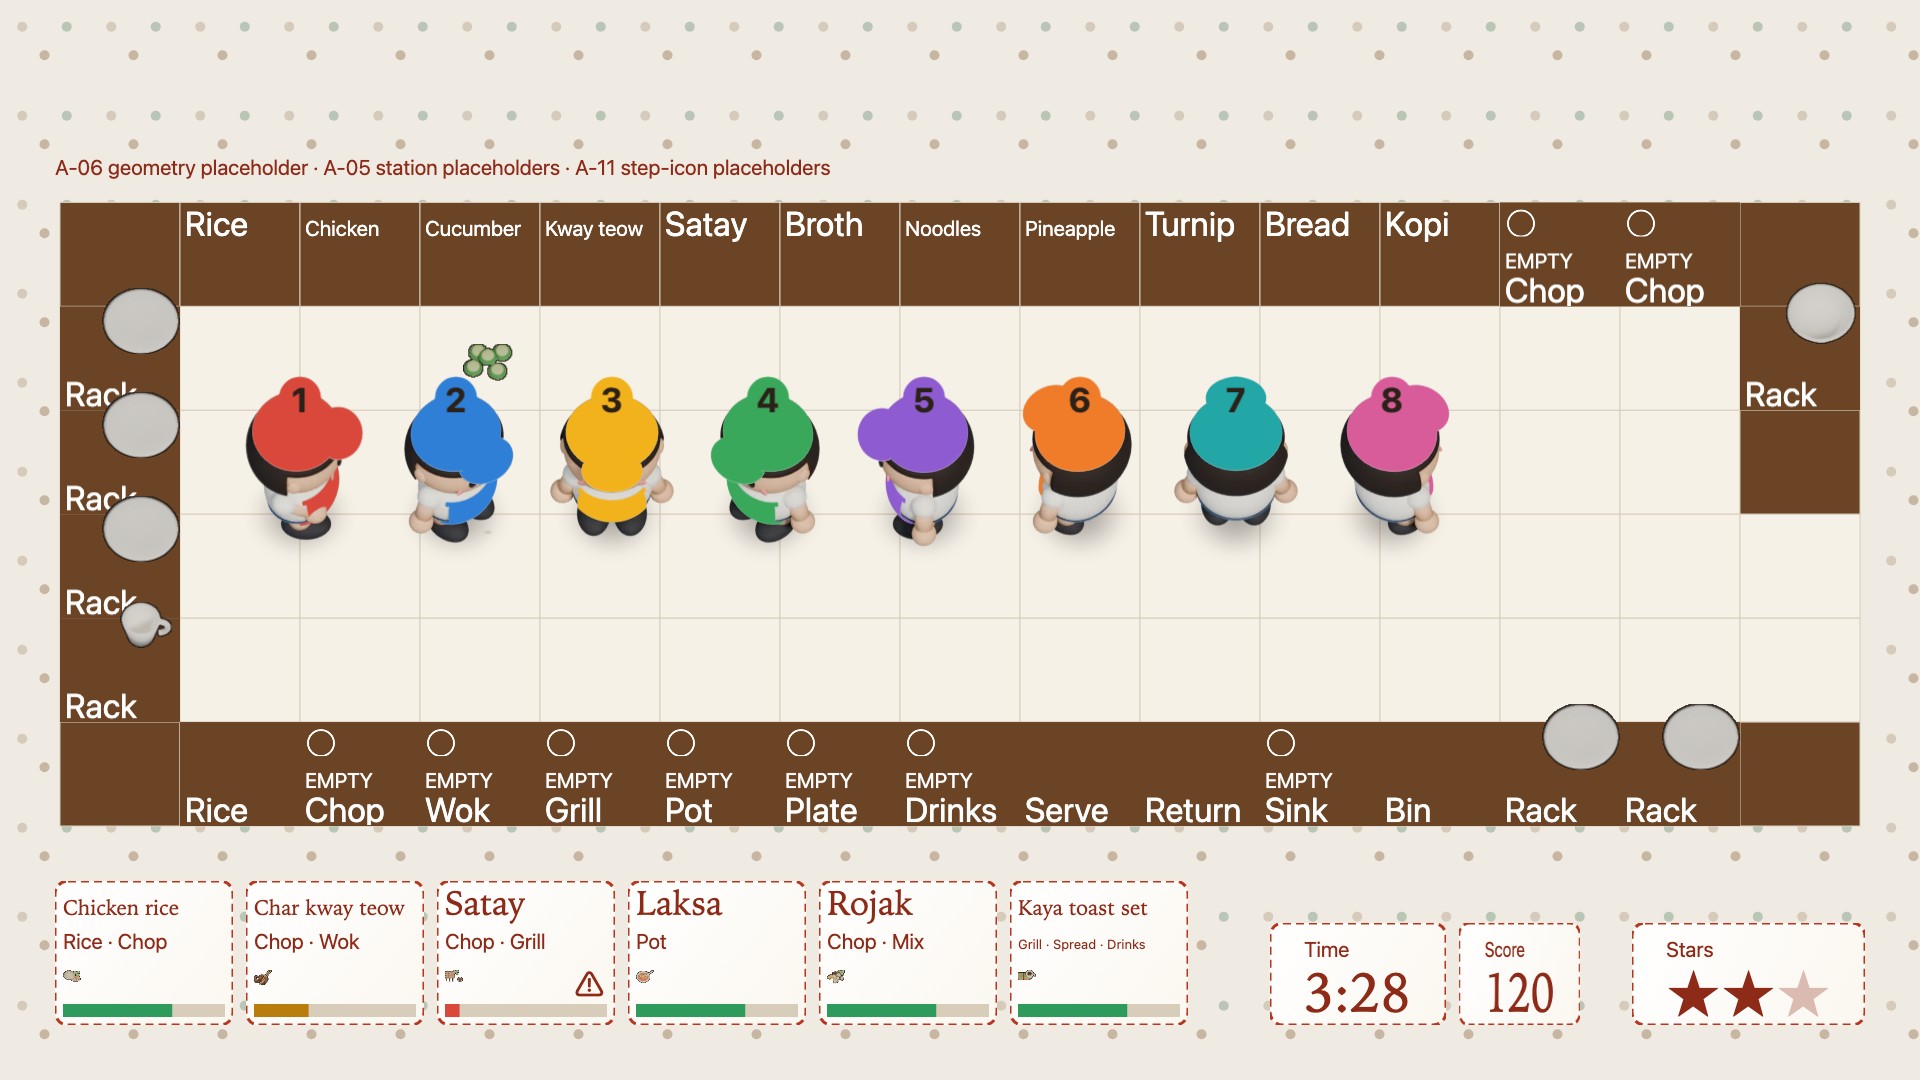 A-06 geometry placeholder · A-05 station placeholders · A-11 step-icon placeholders
Rice
Chicken
Cucumber
Kway teow
Satay
Broth
Noodles
Pineapple
Turnip
Bread
Kopi
EMPTY
Chop
EMPTY
Chop
Rack
Rack
1
2
3
4
5
6
7
8
Rack
Rack
Rack
Rice
EMPTY
Chop
EMPTY
Wok
EMPTY
Grill
EMPTY
Pot
EMPTY
Plate
EMPTY
Drinks
Serve
Return
EMPTY
Sink
Bin
Rack
Rack
Chicken rice
Rice · Chop
Char kway teow
Chop · Wok
Satay
Chop · Grill
Laksa
Pot
Rojak
Chop · Mix
Kaya toast set
Grill · Spread · Drinks
Time
3:28
Score
120
Stars